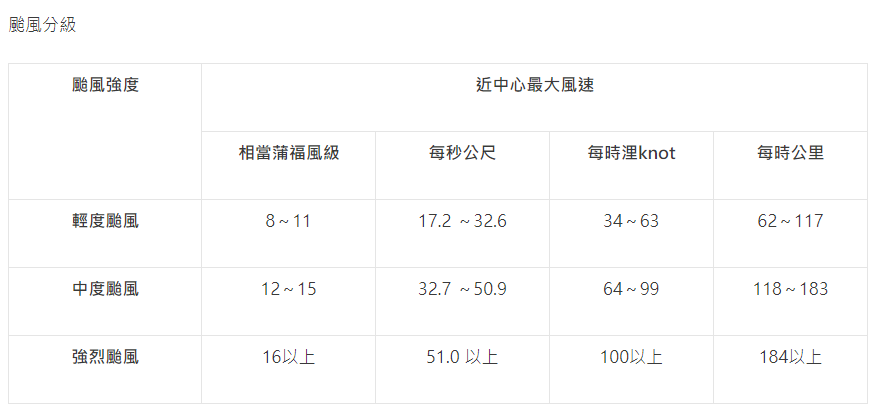 颱風分級
颱風強度 近中心最大風速
相當蒲福風級 每秒公尺 每時浬knot 每時公里
輕度颱風 8～11 17.2 ～32.6 34～63 62～117
中度颱風 12～15 32.7 ～50.9 64～99 118～183
強烈颱風 16以上 51.0 以上 100以上 184以上